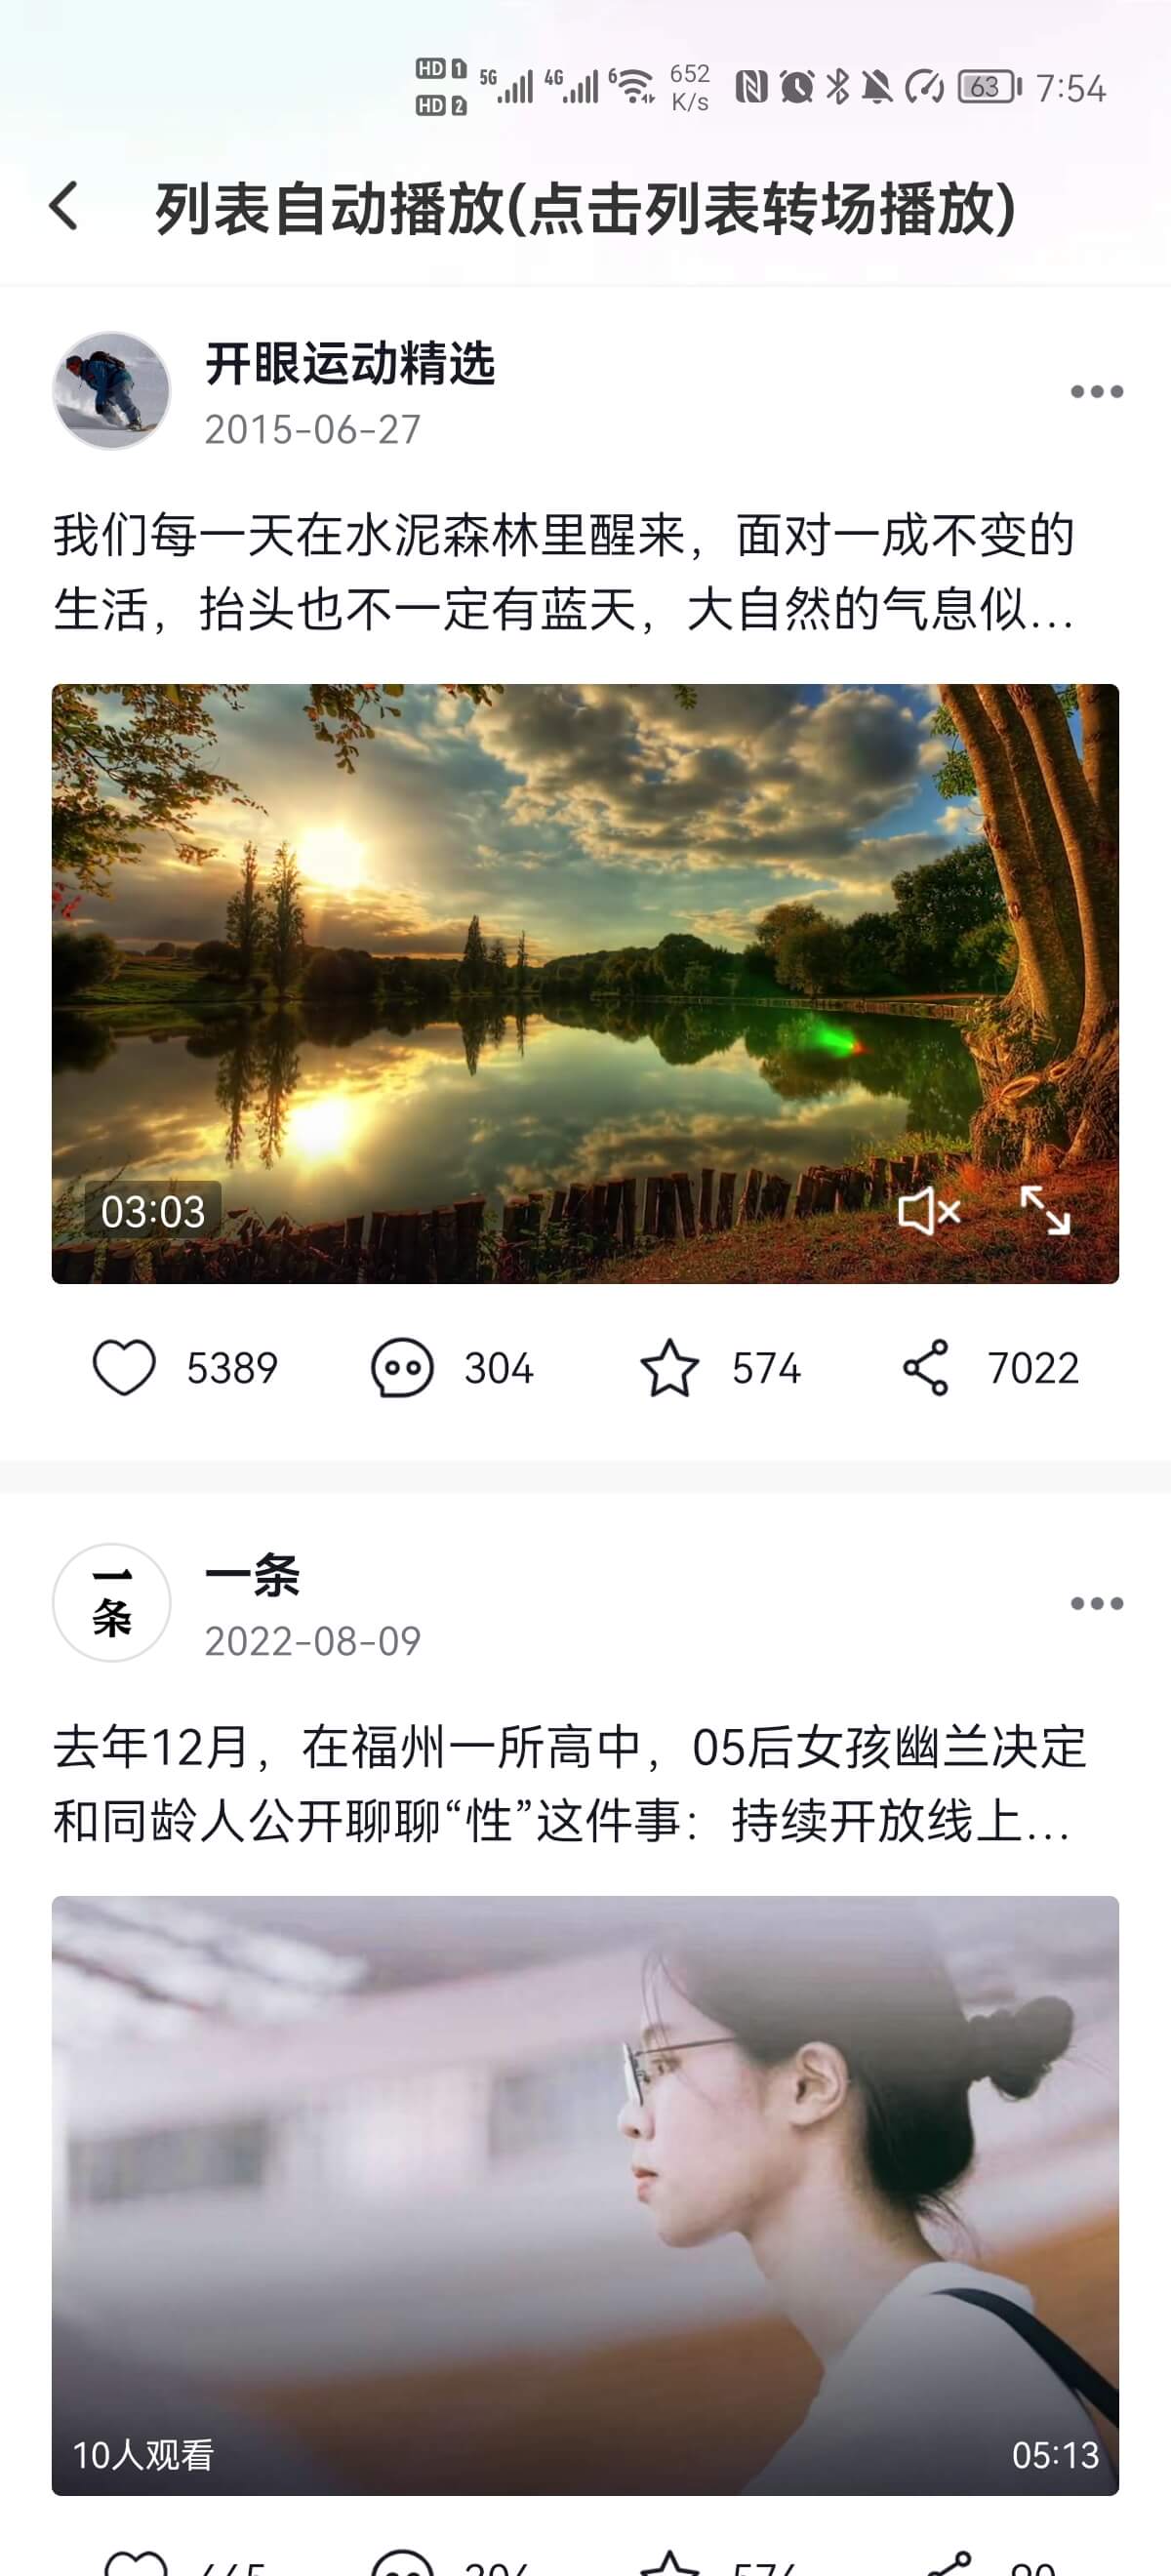 HD 1
HD 2
5G
4G
6
652
K/s
63
7:54
列表自动播放(点击列表转场播放)
开眼运动精选
2015-06-27
我们每一天在水泥森林里醒来，面对一成不变的
生活，抬头也不一定有蓝天，大自然的气息似...
03:03
5389
304
574
7022
一条
一条
2022-08-09
去年12月，在福州一所高中，05后女孩幽兰决定
和同龄人公开聊聊“性”这件事：持续开放线上...
10人观看
05:13